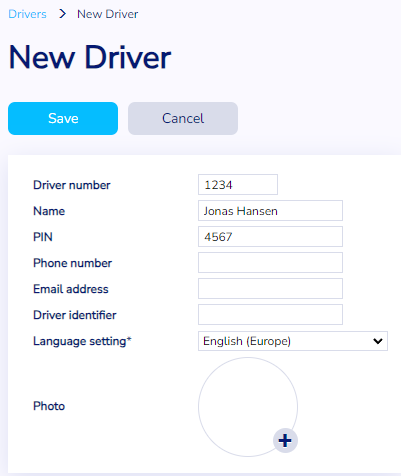 Drivers > New Driver
New Driver
Save Cancel
Driver number 1234
Name Jonas Hansen
PIN 4567
Phone number
Email address
Driver identifier
Language setting* English (Europe)
Photo